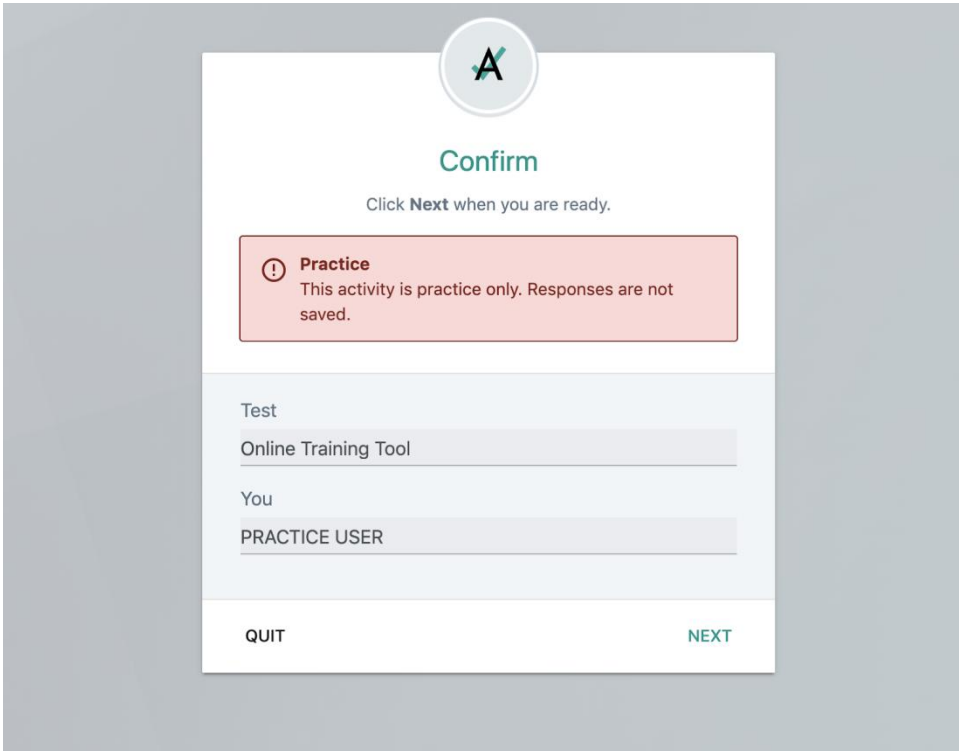 A
Confirm
Click Next when you are ready.
Practice
This activity is practice only. Responses are not
saved.
Test
Online Training Tool
You
PRACTICE USER
QUIT
NEXT